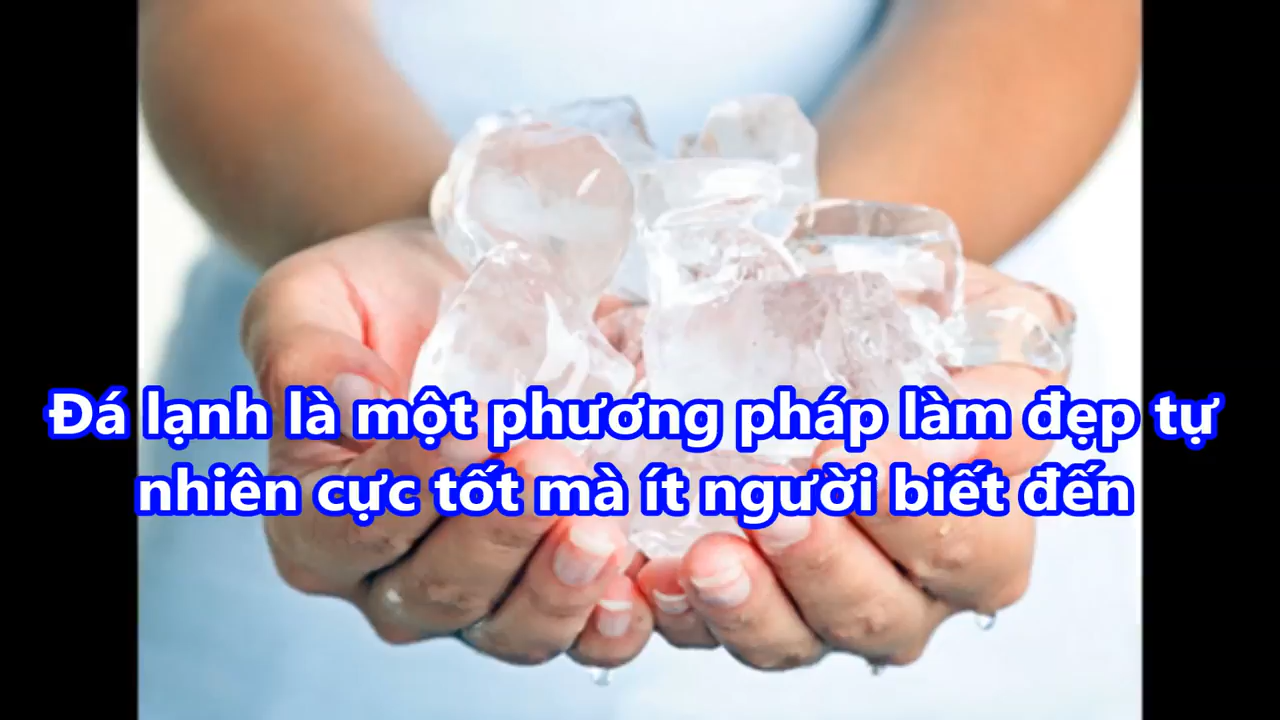 Đá lạnh là một phương pháp làm đẹp tự
nhiên cực tốt mà ít người biết đến